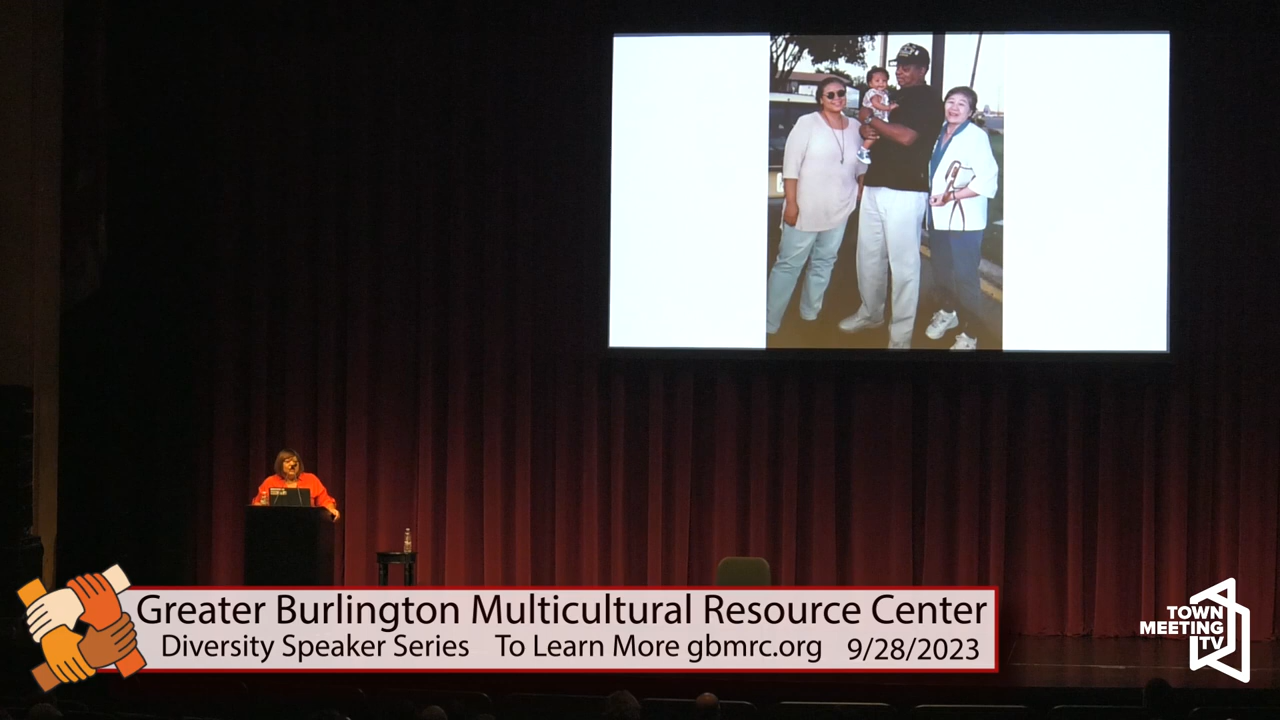 Greater Burlington Multicultural Resource Center
Diversity Speaker Series To Learn More gbmrc.org 9/28/2023
TOWN
MEETING
TV